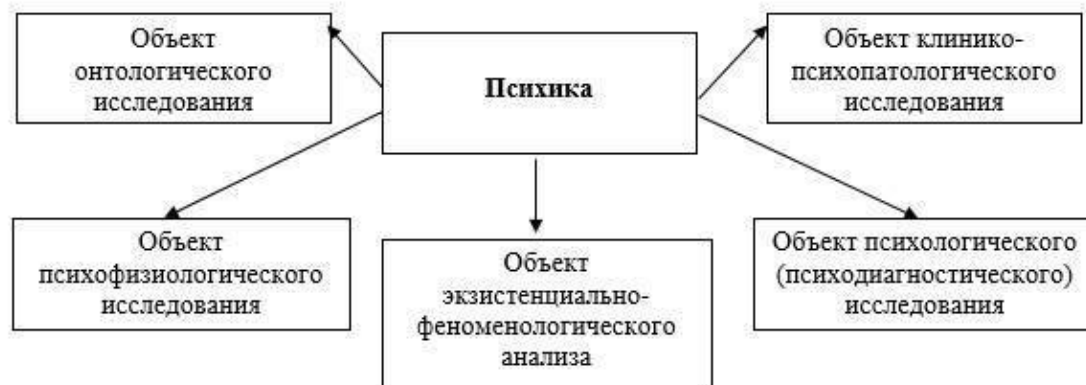 Объект
онтологического
исследования
Психика
Объект клинико-
психопатологического
исследования
Объект
психофизиологического
исследования
Объект
экзистенциально-
феноменологического
анализа
Объект психологического
(психодиагностического)
исследования